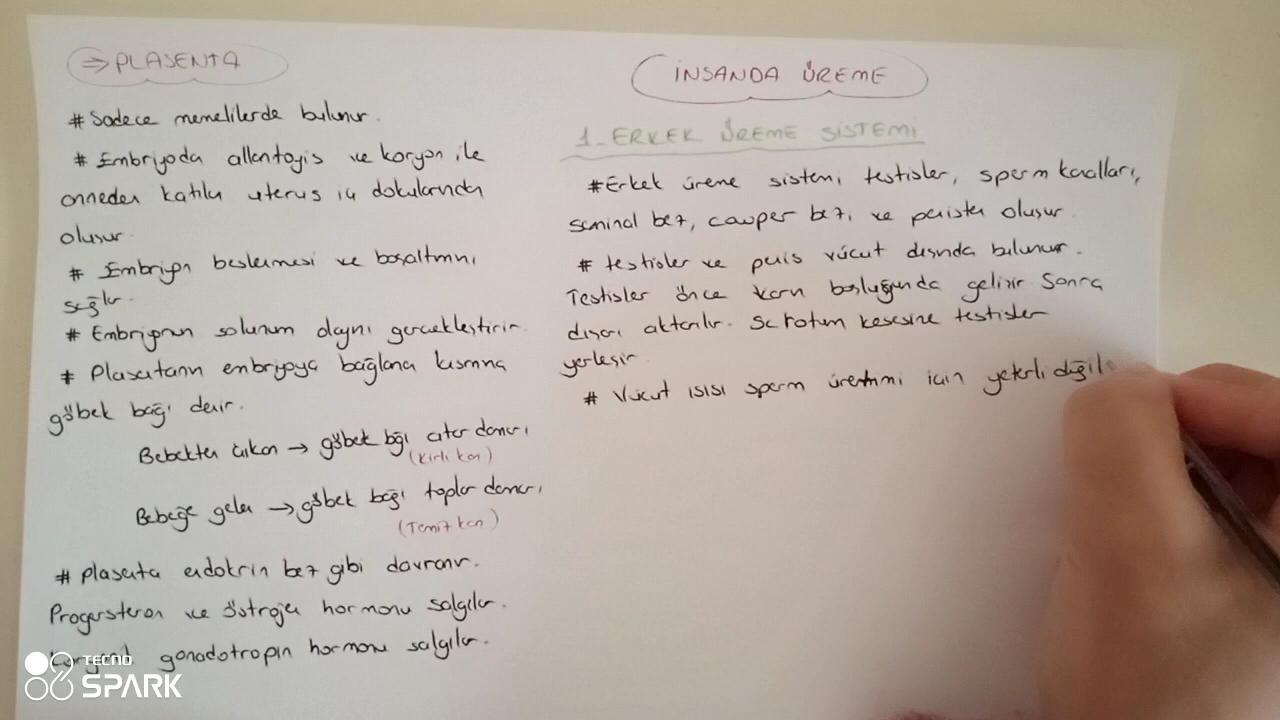 ⇒ PLASENTA
# Sadece memelilerde bulunur.
# Embriyoda allantoyis ve koryon ile
anneden katılan uterus iç dokularından
oluşur.
# Embriyon beslenmesi ve boşaltımını
sağlar.
# Embriyonun solunum olayını gerçekleştirir.
# Plasentanın embriyoya bağlanan kısmına
göbek bağı denir.
Bebekten çıkan → göbek bğı atar damarı
(kirli kan)
Bebeğe gelen → göbek bağı toplar damarı
(Temiz kan)
# plasenta endokrin bez gibi davranır.
Progesteron ve östrojen hormonu salgılar.
gonadotropin hormonu salgılar.
İNSANDA ÜREME
1- ERKEK ÜREME SİSTEMİ
# Erkek üreme sistemi testisler, sperm kanalları,
seminal bez, cowper bezi ve penisten oluşur.
# testisler ve penis vücut dışında bulunur.
Testisler önce karın boşluğunda gelişir sonra
dışarı aktarılır. Scrotum kesesine testisler
yerleşir.
# Vücut ısısı sperm üretimi için yeterli değil
TECNO
SPARK